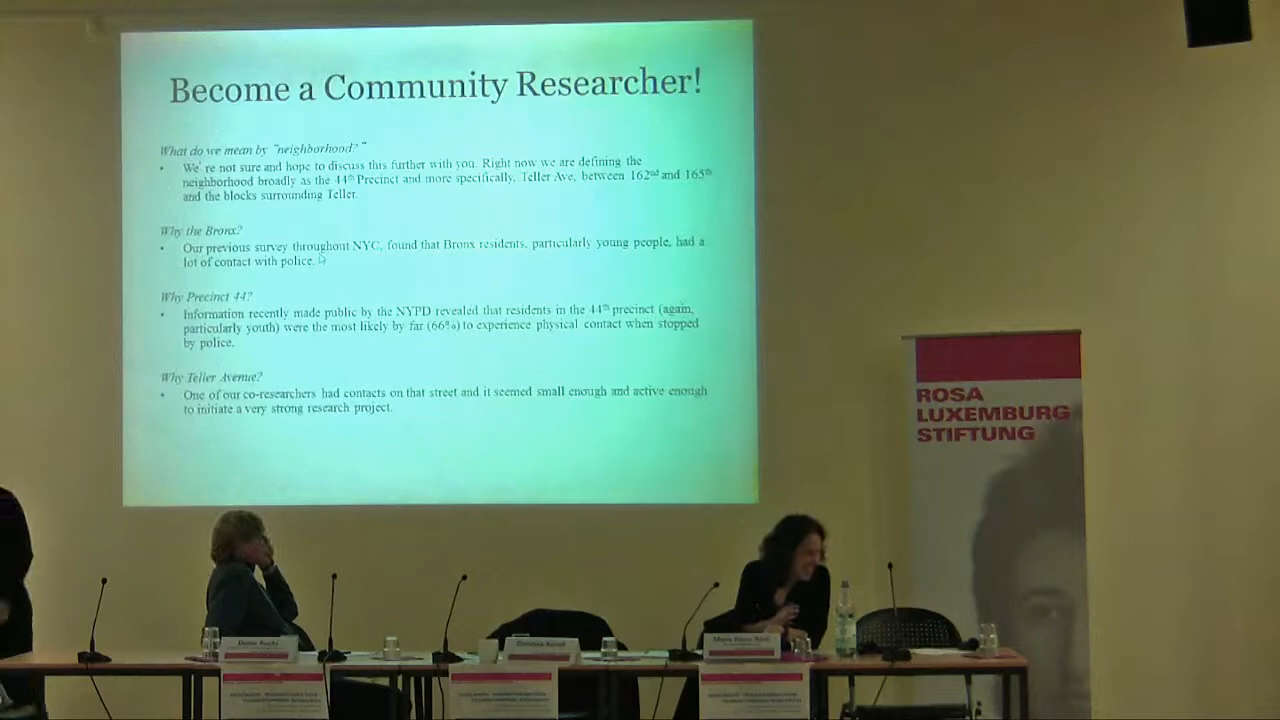 Become a Community Researcher!
What do we mean by "neighborhood?"
• We're not sure and hope to discuss this further with you. Right now we are defining the
neighborhood broadly as the 44th Precinct and more specifically, Teller Ave, between 162nd and 165th
and the blocks surrounding Teller.
Why the Bronx?
• Our previous survey throughout NYC, found that Bronx residents, particularly young people, had a
lot of contact with police.
Why Precinct 44?
• Information recently made public by the NYPD revealed that residents in the 44th precinct (again,
particularly youth) were the most likely by far (66%) to experience physical contact when stopped
by police.
Why Teller Avenue?
• One of our co-researchers had contacts on that street and it seemed small enough and active enough
to initiate a very strong research project.
ROSA
LUXEMBURG
STIFTUNG